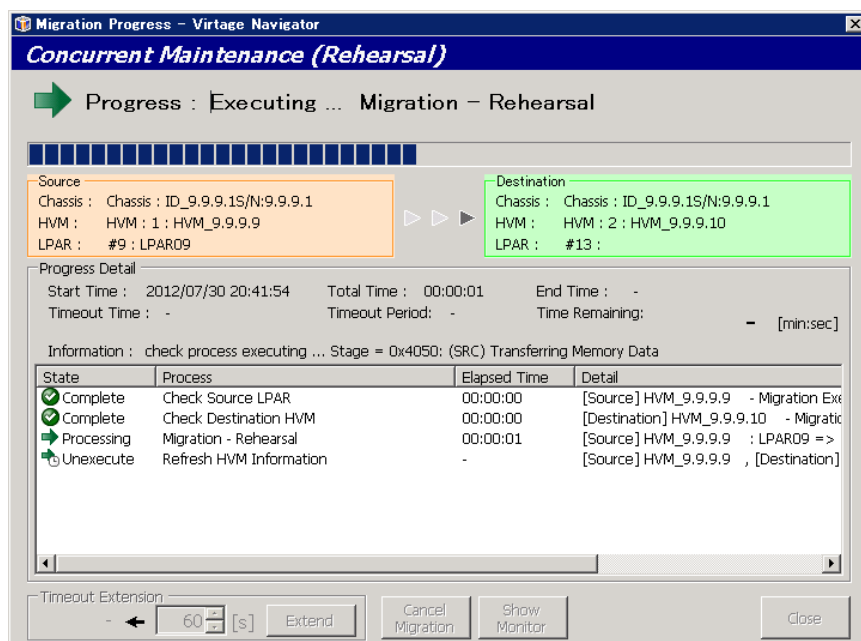 Migration Progress - Virtage Navigator
Concurrent Maintenance (Rehearsal)
Progress : Executing ... Migration - Rehearsal
Source
Chassis : Chassis : ID_9.9.9.1S/N:9.9.9.1
HVM : HVM : 1 : HVM_9.9.9.9
LPAR : #9 : LPAR09
Destination
Chassis : Chassis : ID_9.9.9.1S/N:9.9.9.1
HVM : HVM : 2 : HVM_9.9.9.10
LPAR : #13 :
Progress Detail
Start Time : 2012/07/30 20:41:54 Total Time : 00:00:01 End Time : -
Timeout Time : - Timeout Period: - Time Remaining: - [min:sec]
Information : check process executing ... Stage = 0x4050: (SRC) Transferring Memory Data
State Process Elapsed Time Detail
Complete Check Source LPAR 00:00:00 [Source] HVM_9.9.9.9 - Migration Exe
Complete Check Destination HVM 00:00:00 [Destination] HVM_9.9.9.10 - Migratic
Processing Migration - Rehearsal 00:00:01 [Source] HVM_9.9.9.9 : LPAR09 =>
Unexecute Refresh HVM Information - [Source] HVM_9.9.9.9 , [Destination]
Timeout Extension
- 60 [s] Extend
Cancel Migration
Show Monitor
Close